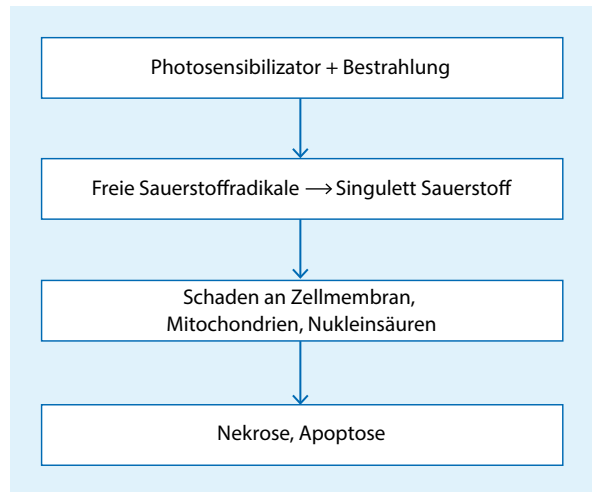 Photosensibilizator + Bestrahlung
Freie Sauerstoffradikale → Singulett Sauerstoff
Schaden an Zellmembran,
Mitochondrien, Nukleinsäuren
Nekrose, Apoptose